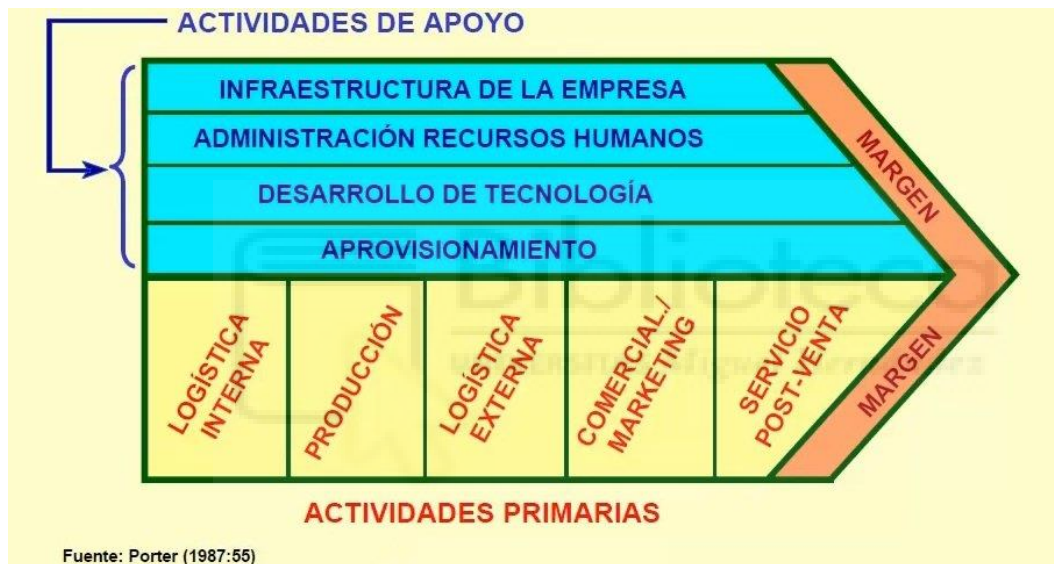 ACTIVIDADES DE APOYO
INFRAESTRUCTURA DE LA EMPRESA
ADMINISTRACIÓN RECURSOS HUMANOS
DESARROLLO DE TECNOLOGÍA
APROVISIONAMIENTO
MARGEN
LOGÍSTICA
INTERNA
PRODUCCIÓN
LOGÍSTICA
EXTERNA
COMERCIAL./
MARKETING
SERVICIO
POST-VENTA
MARGEN
ACTIVIDADES PRIMARIAS
Fuente: Porter (1987:55)
Biblioteca